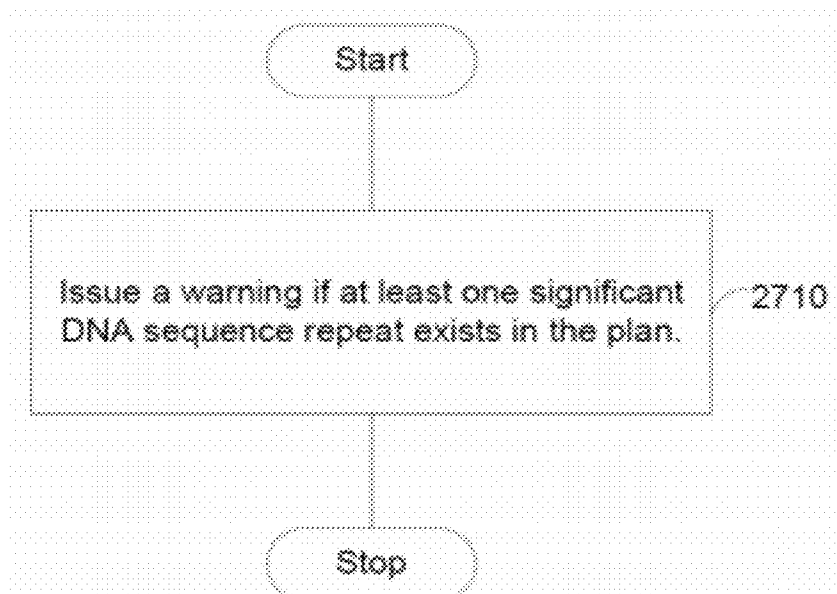 Start
Issue a warning if at least one significant
DNA sequence repeat exists in the plan.
2710
Stop